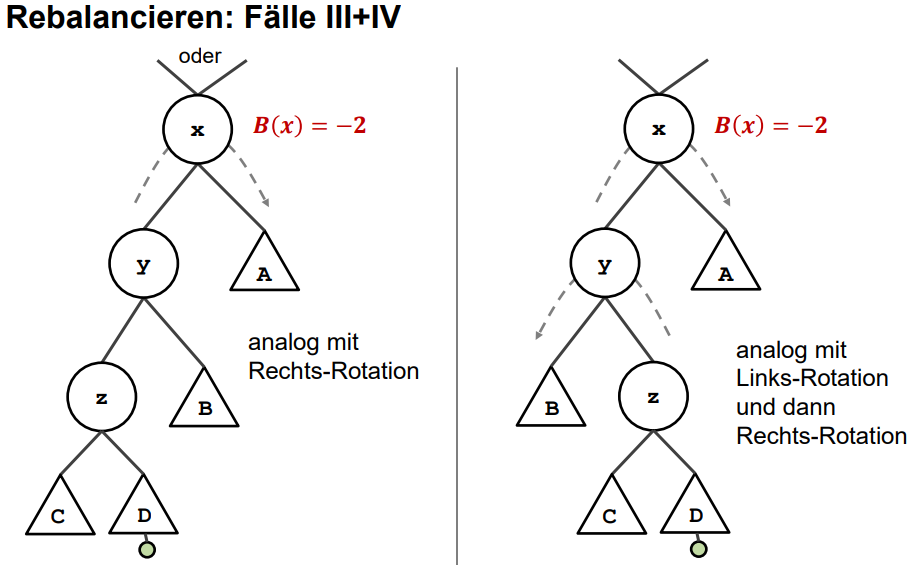 Rebalancieren: Fälle III+IV
oder
x
B(x) = −2
y
A
analog mit
Rechts-Rotation
z
B
C
D
x
B(x) = −2
y
A
analog mit
Links-Rotation
und dann
Rechts-Rotation
B
z
C
D